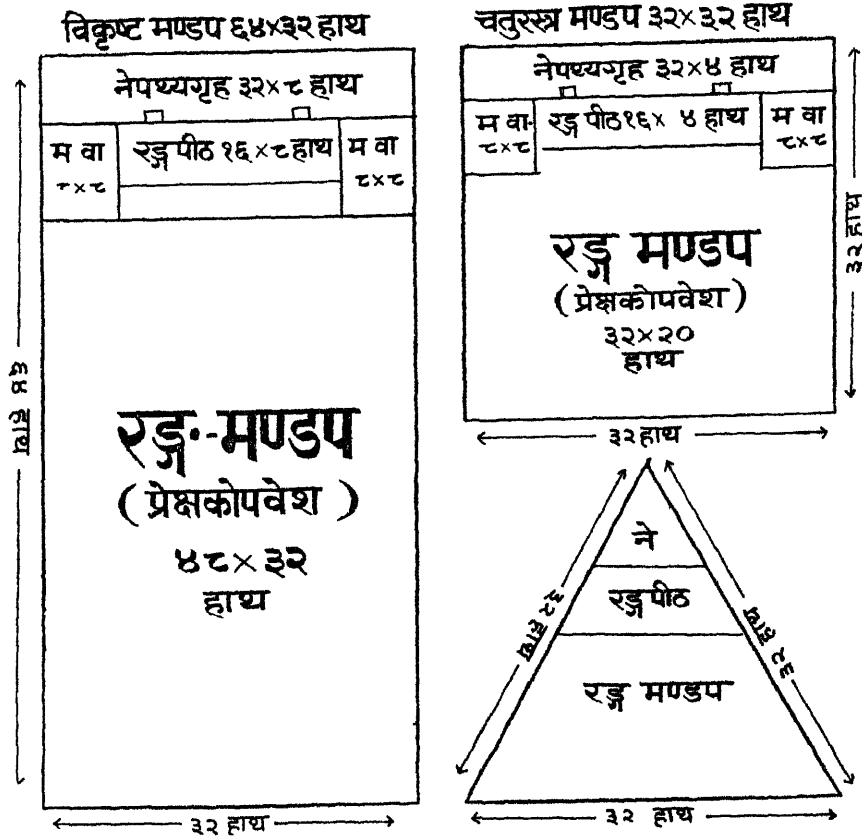 विकृष्ट मण्डप ६४×३२ हाथ
नेपथ्यगृह ३२×८ हाथ
म वा
८×८
रङ्ग पीठ १६×८ हाथ
म वा
८×८
रङ्ग-मण्डप
(प्रेक्षकोपवेश)
४८×३२
हाथ
६४ हाथ
३२ हाथ
चतुरस्त्र मण्डप ३२×३२ हाथ
नेपथ्यगृह ३२×४ हाथ
म वा
८×८
रङ्ग पीठ १६× ४ हाथ
म वा
८×८
रङ्ग मण्डप
(प्रेक्षकोपवेश)
३२×२०
हाथ
३२ हाथ
३२ हाथ
ने
रङ्ग पीठ
रङ्ग मण्डप
३२ हाथ
३२ हाथ
३२ हाथ